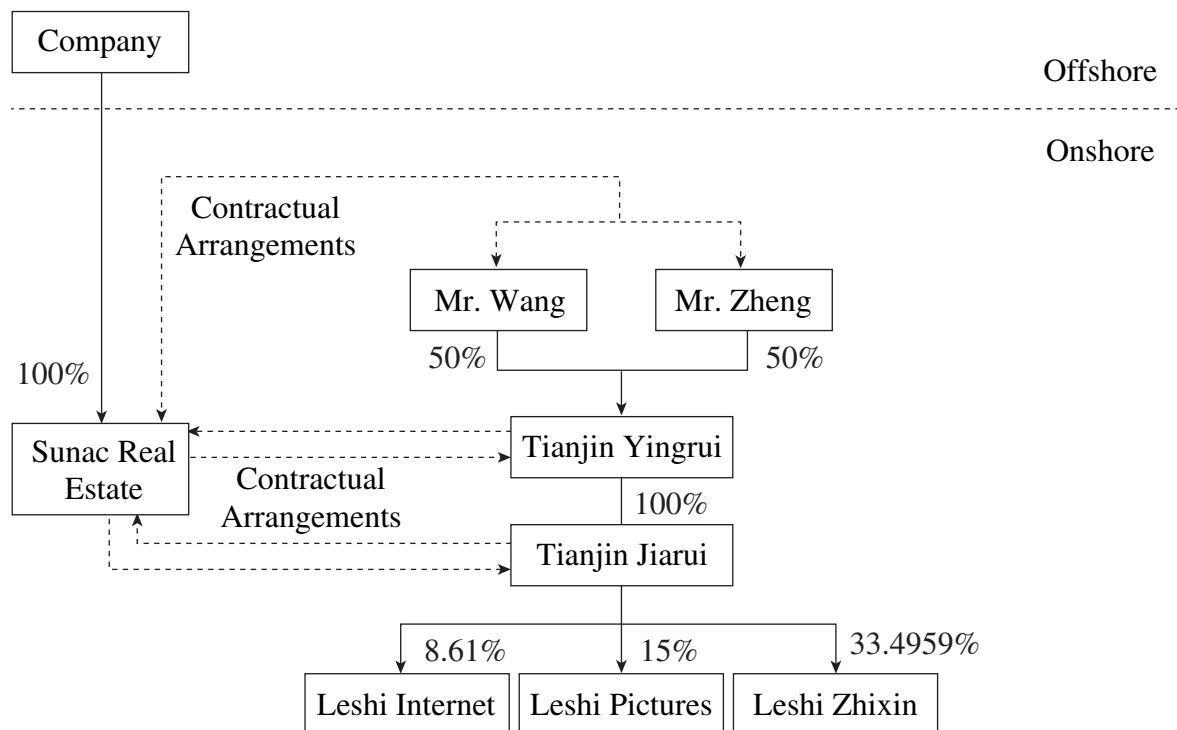 Company
Offshore
Onshore
Contractual
Arrangements
Mr. Wang
Mr. Zheng
50%
50%
100%
Sunac Real
Estate
Tianjin Yingrui
Contractual
Arrangements
100%
Tianjin Jiarui
8.61%
15%
33.4959%
Leshi Internet
Leshi Pictures
Leshi Zhixin